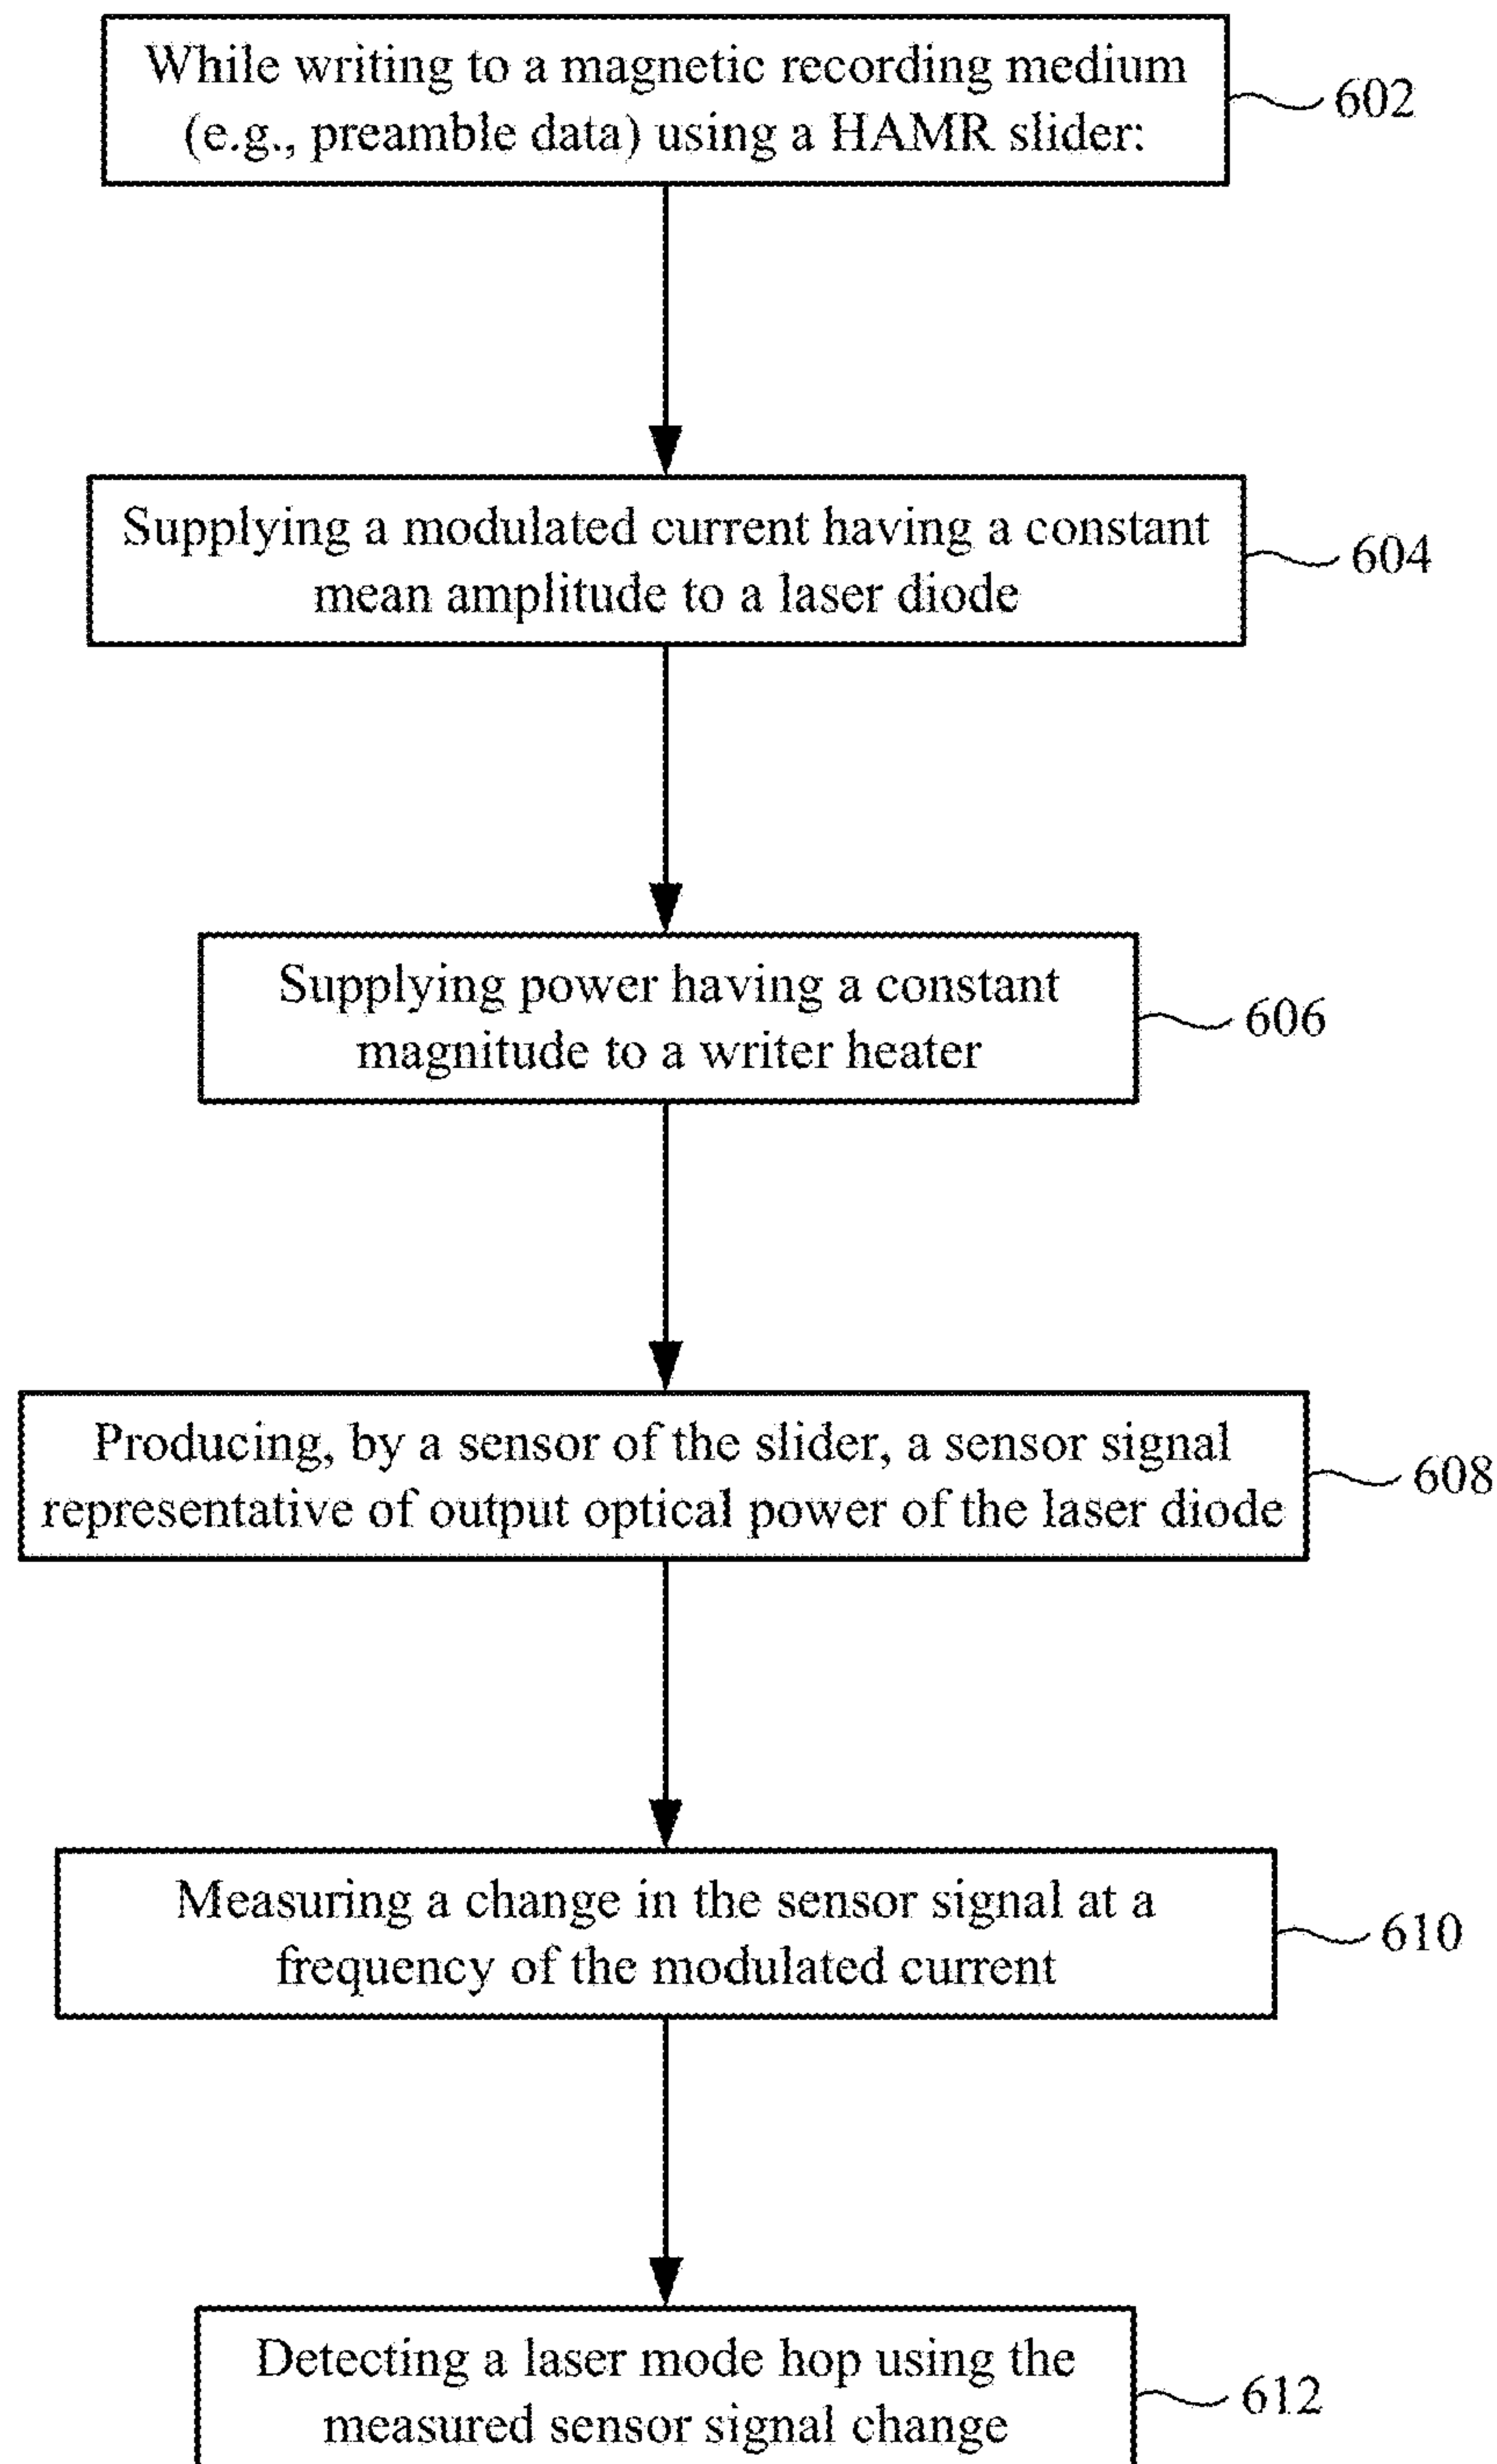 While writing to a magnetic recording medium
(e.g., preamble data) using a HAMR slider:
602
Supplying a modulated current having a constant
mean amplitude to a laser diode
604
Supplying power having a constant
magnitude to a writer heater
606
Producing, by a sensor of the slider, a sensor signal
representative of output optical power of the laser diode
608
Measuring a change in the sensor signal at a
frequency of the modulated current
610
Detecting a laser mode hop using the
measured sensor signal change
612